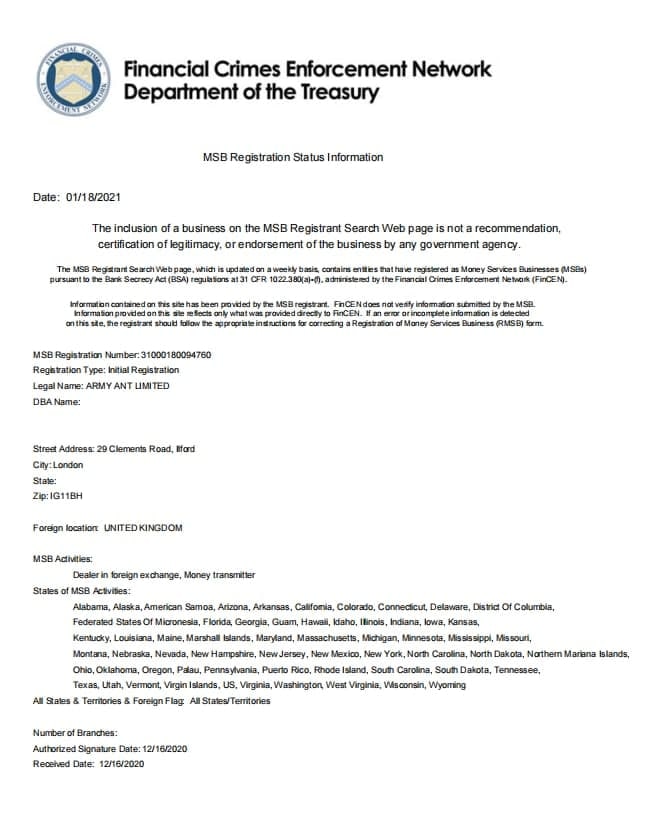 FINANCIAL CRIMES
ENFORCEMENT NETWORK
Financial Crimes Enforcement Network
Department of the Treasury
MSB Registration Status Information
Date: 01/18/2021
The inclusion of a business on the MSB Registrant Search Web page is not a recommendation,
certification of legitimacy, or endorsement of the business by any government agency.
The MSB Registrant Search Web page, which is updated on a weekly basis, contains entities that have registered as Money Services Businesses (MSBs)
pursuant to the Bank Secrecy Act (BSA) regulations at 31 CFR 1022.380(a)-(f), administered by the Financial Crimes Enforcement Network (FinCEN).
Information contained on this site has been provided by the MSB registrant. FinCEN does not verify information submitted by the MSB.
Information provided on this site reflects only what was provided directly to FinCEN. If an error or incomplete information is detected
on this site, the registrant should follow the appropriate instructions for correcting a Registration of Money Services Business (RMSB) form.
MSB Registration Number: 31000180094760
Registration Type: Initial Registration
Legal Name: ARMY ANT LIMITED
DBA Name:
Street Address: 29 Clements Road, Ilford
City: London
State:
Zip: IG11BH
Foreign location: UNITED KINGDOM
MSB Activities:
Dealer in foreign exchange, Money transmitter
States of MSB Activities:
Alabama, Alaska, American Samoa, Arizona, Arkansas, California, Colorado, Connecticut, Delaware, District Of Columbia,
Federated States Of Micronesia, Florida, Georgia, Guam, Hawaii, Idaho, Illinois, Indiana, Iowa, Kansas,
Kentucky, Louisiana, Maine, Marshall Islands, Maryland, Massachusetts, Michigan, Minnesota, Mississippi, Missouri,
Montana, Nebraska, Nevada, New Hampshire, New Jersey, New Mexico, New York, North Carolina, North Dakota, Northern Mariana Islands,
Ohio, Oklahoma, Oregon, Palau, Pennsylvania, Puerto Rico, Rhode Island, South Carolina, South Dakota, Tennessee,
Texas, Utah, Vermont, Virgin Islands, US, Virginia, Washington, West Virginia, Wisconsin, Wyoming
All States & Territories & Foreign Flag: All States/Territories
Number of Branches:
Authorized Signature Date: 12/16/2020
Received Date: 12/16/2020